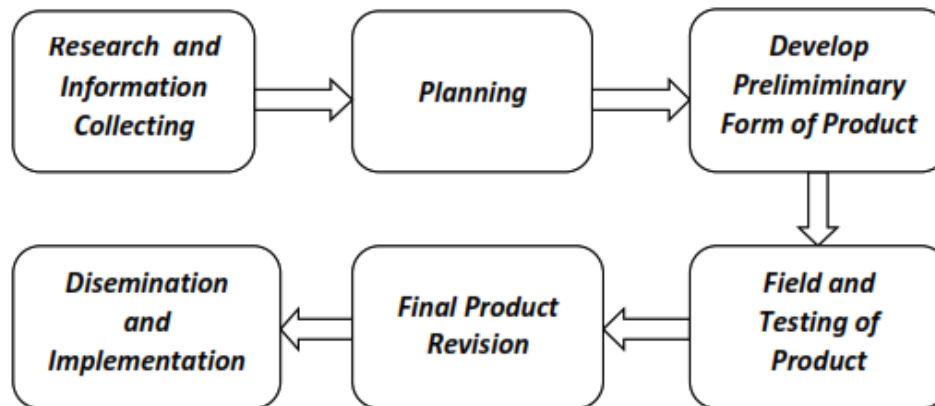 Research and
Information
Collecting
Planning
Develop
Prelimiminary
Form of Product
Field and
Testing of
Product
Final Product
Revision
Disemination
and
Implementation